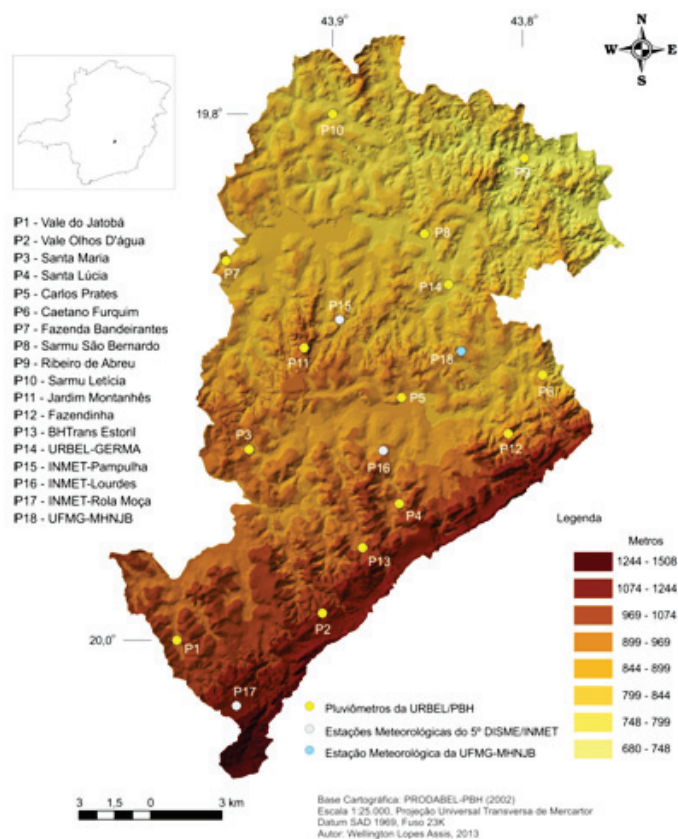 43,9°
43,8°
N
W
E
S
19,8°
P10
P9
P8
P7
P14
P15
P18
P11
P6
P5
P3
P12
P16
P4
P13
P2
20,0°
P1
P17
P1 - Vale do Jatobá
P2 - Vale Olhos D'água
P3 - Santa Maria
P4 - Santa Lúcia
P5 - Carlos Prates
P6 - Caetano Furquim
P7 - Fazenda Bandeirantes
P8 - Sarmu São Bernardo
P9 - Ribeiro de Abreu
P10 - Sarmu Letícia
P11 - Jardim Montanhês
P12 - Fazendinha
P13 - BHTrans Estoril
P14 - URBEL-GERMA
P15 - INMET-Pampulha
P16 - INMET-Lourdes
P17 - INMET-Rola Moça
P18 - UFMG-MHNJB
Legenda
Metros
1244 - 1508
1074 - 1244
969 - 1074
899 - 969
844 - 899
799 - 844
748 - 799
680 - 748
Pluviômetros da URBEL/PBH
Estações Meteorológicas do 5º DISME/INMET
Estação Meteorológica da UFMG-MHNJB
3 1,5 0 3 km
Base Cartográfica: PRODABEL-PBH (2002)
Escala 1:25.000, Projeção Universal Transversa de Mercartor
Datum SAD 1969, Fuso 23K
Autor: Wellington Lopes Assis, 2013